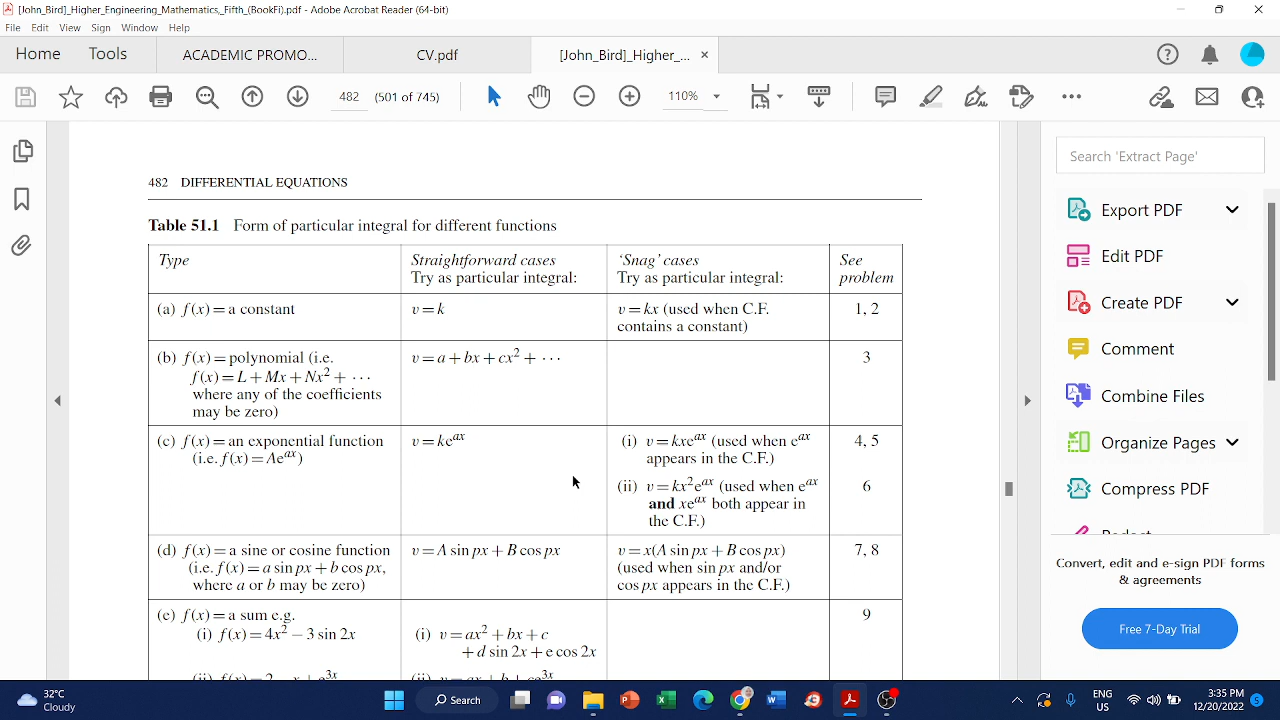 [John_Bird]_Higher_Engineering_Mathematics,_Fifth_(BookFi).pdf - Adobe Acrobat Reader (64-bit)
File Edit View Sign Window Help
Home Tools ACADEMIC PROMO... CV.pdf [John_Bird]_Higher_... ×
482 (501 of 745) 110%
482 DIFFERENTIAL EQUATIONS
Table 51.1 Form of particular integral for different functions
Type Straightforward cases ‘Snag’ cases See
Try as particular integral: Try as particular integral: problem
(a) f(x) = a constant v = k v = kx (used when C.F. 1, 2
contains a constant)
(b) f(x) = polynomial (i.e. v = a + bx + cx² + ··· 3
f(x) = L + Mx + Nx² + ···
where any of the coefficients
may be zero)
(c) f(x) = an exponential function v = ke^ax (i) v = kxe^ax (used when e^ax 4, 5
(i.e. f(x) = Ae^ax) appears in the C.F.)
(ii) v = kx²e^ax (used when e^ax 6
and xe^ax both appear in
the C.F.)
(d) f(x) = a sine or cosine function v = A sin px + B cos px v = x(A sin px + B cos px) 7, 8
(i.e. f(x) = a sin px + b cos px, (used when sin px and/or
where a or b may be zero) cos px appears in the C.F.)
(e) f(x) = a sum e.g. 9
(i) f(x) = 4x² − 3 sin 2x (i) v = ax² + bx + c
+ d sin 2x + e cos 2x
Search 'Extract Page'
Export PDF
Edit PDF
Create PDF
Comment
Combine Files
Organize Pages
Compress PDF
Convert, edit and e-sign PDF forms
& agreements
Free 7-Day Trial
32°C
Cloudy
Search
ENG
US
3:35 PM
12/20/2022
5